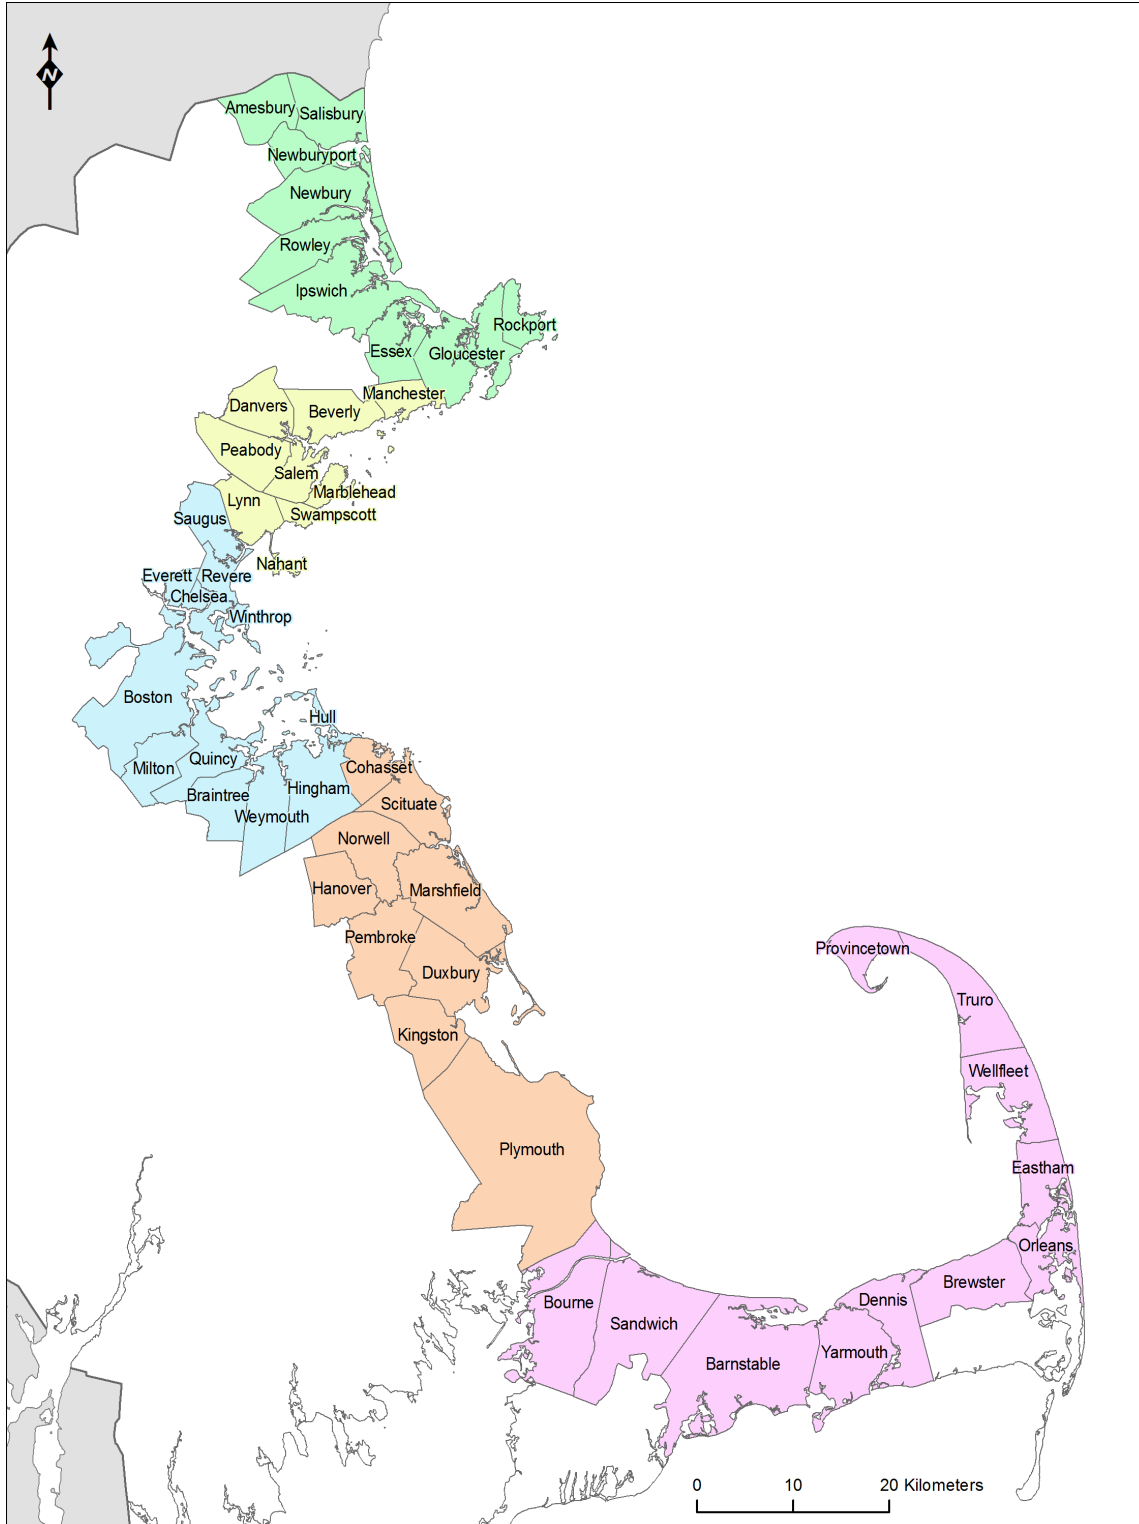 N
Amesbury
Salisbury
Newburyport
Newbury
Rowley
Ipswich
Rockport
Essex
Gloucester
Manchester
Danvers
Beverly
Peabody
Salem
Marblehead
Lynn
Swampscott
Saugus
Nahant
Everett
Revere
Chelsea
Winthrop
Boston
Hull
Milton
Quincy
Cohasset
Braintree
Hingham
Weymouth
Scituate
Norwell
Hanover
Marshfield
Pembroke
Duxbury
Provincetown
Truro
Kingston
Wellfleet
Plymouth
Eastham
Orleans
Brewster
Dennis
Bourne
Sandwich
Yarmouth
Barnstable
0 10 20 Kilometers